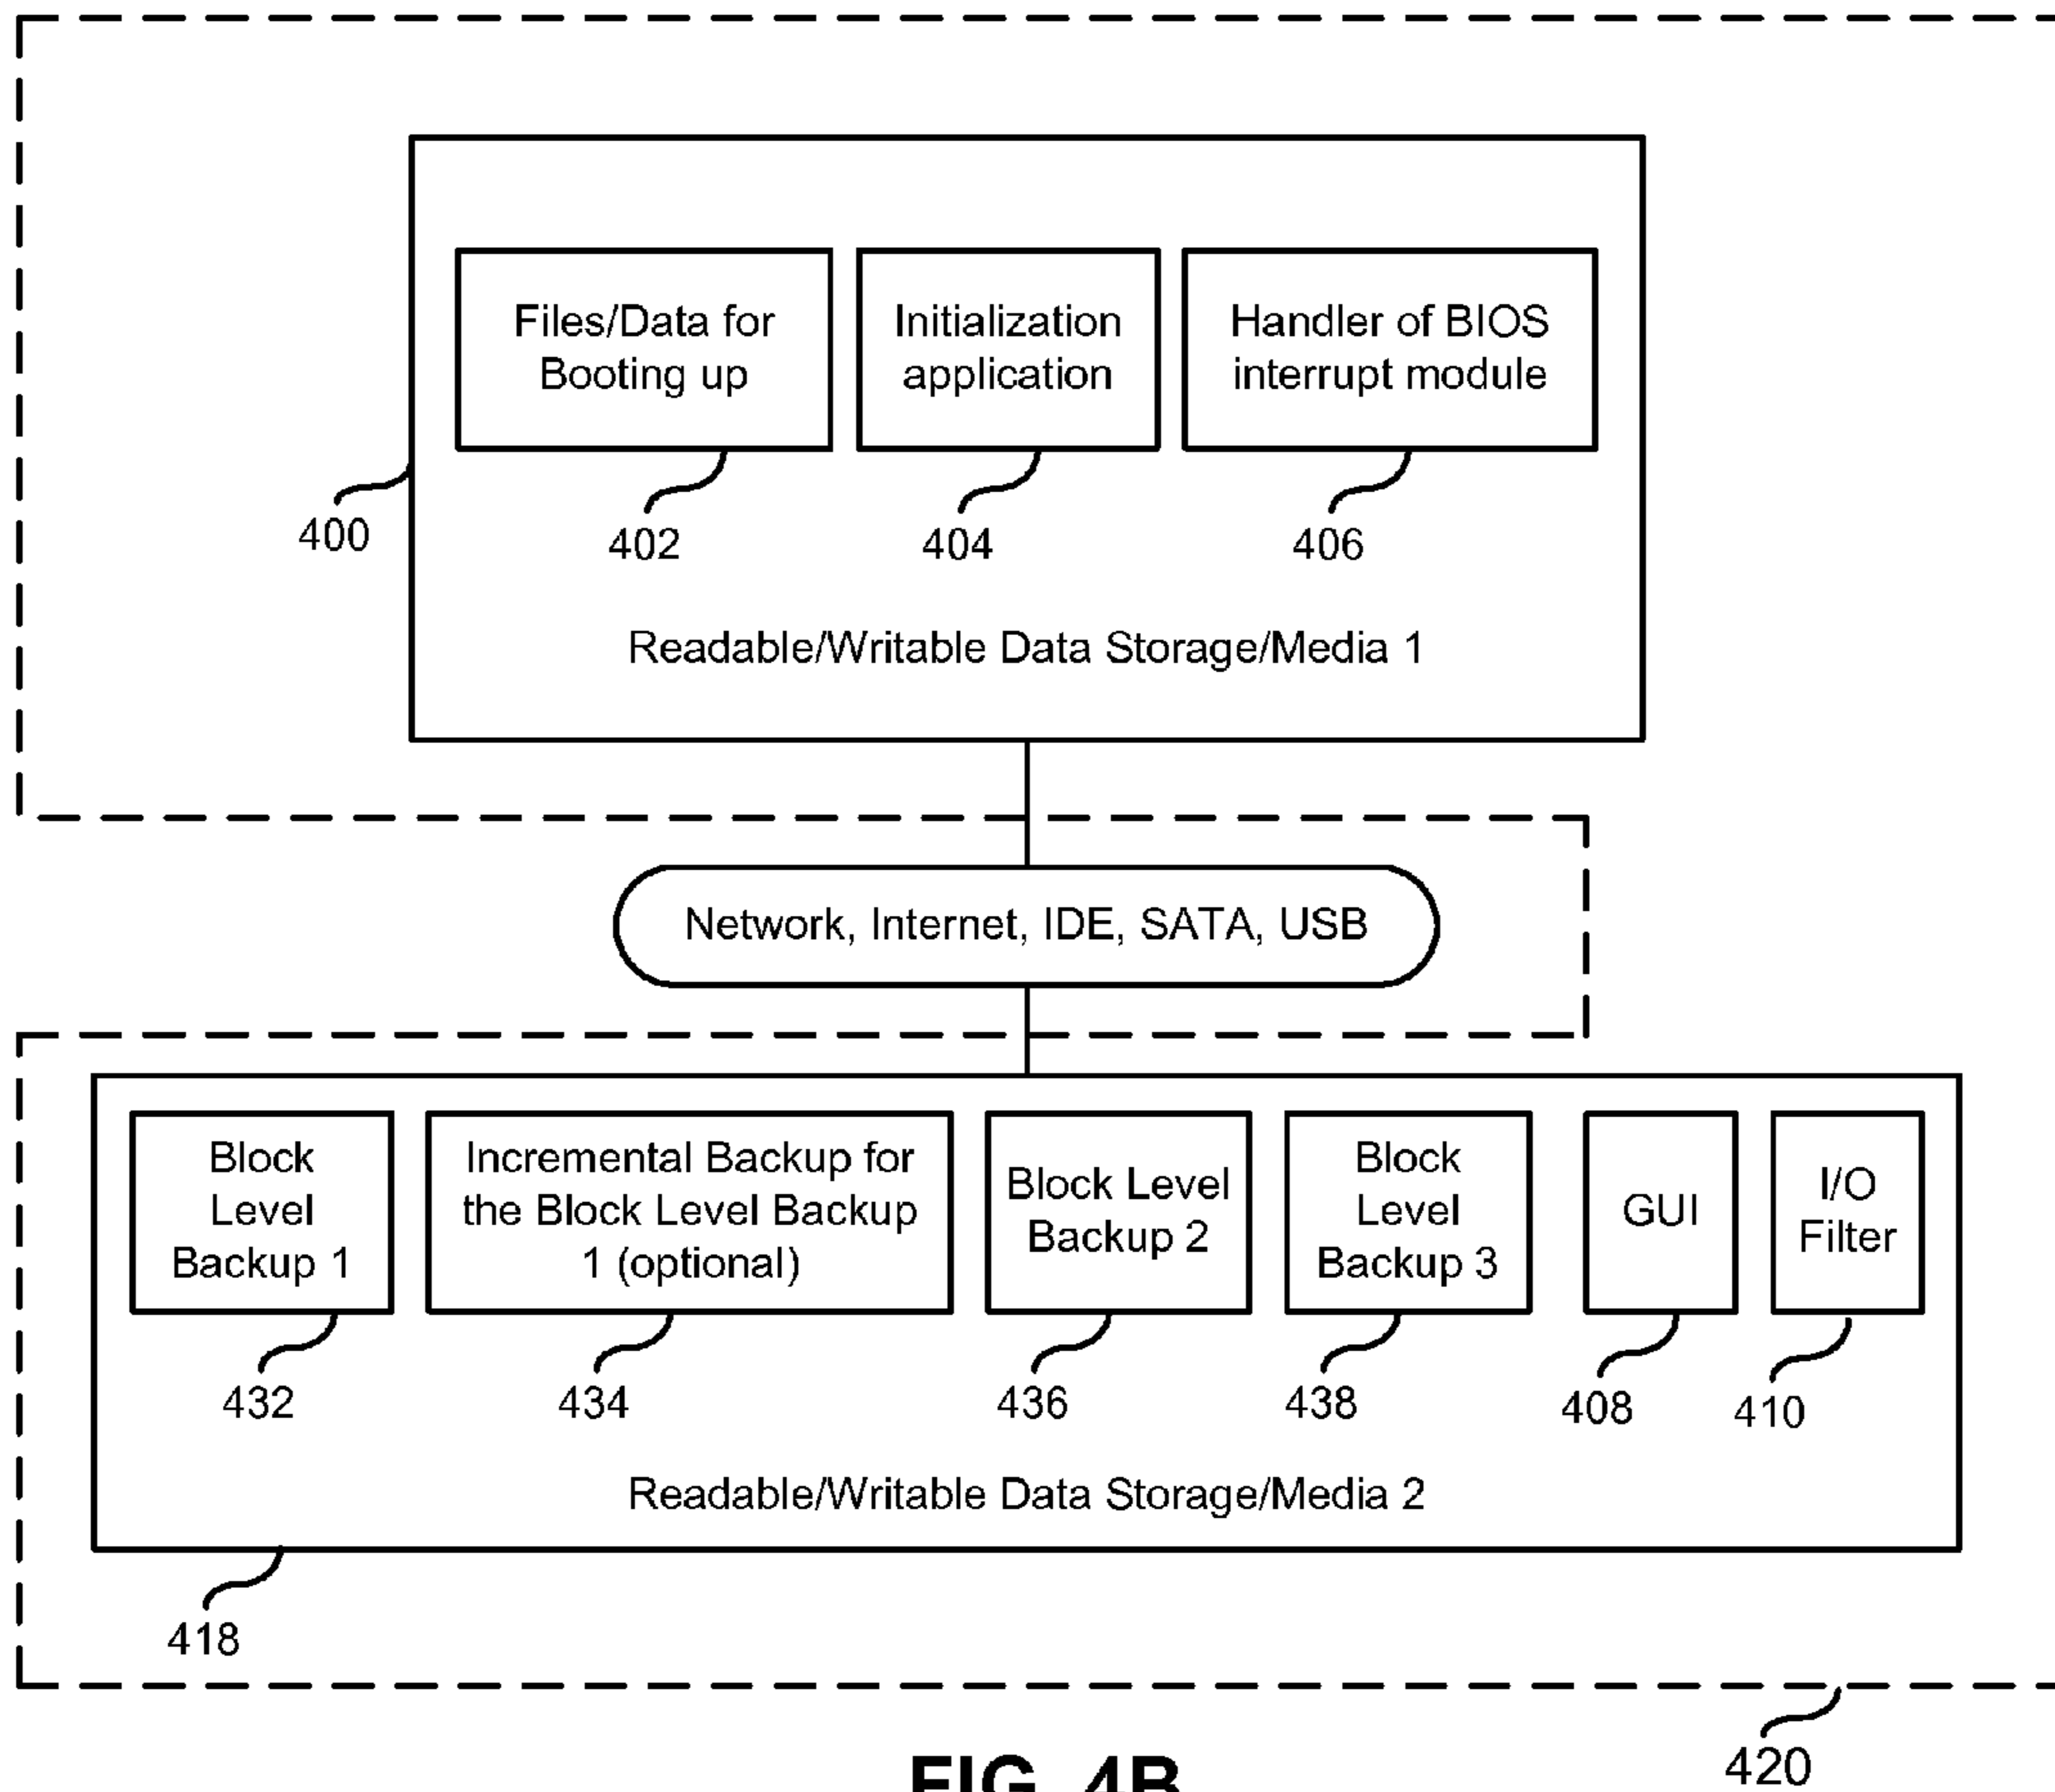 Files/Data for
Booting up
Initialization
application
Handler of BIOS
interrupt module
400
402
404
406
Readable/Writable Data Storage/Media 1
Network, Internet, IDE, SATA, USB
Block
Level
Backup 1
Incremental Backup for
the Block Level Backup
1 (optional)
Block Level
Backup 2
Block
Level
Backup 3
GUI
I/O
Filter
432
434
436
438
408
410
Readable/Writable Data Storage/Media 2
418
420
FIG. 4B